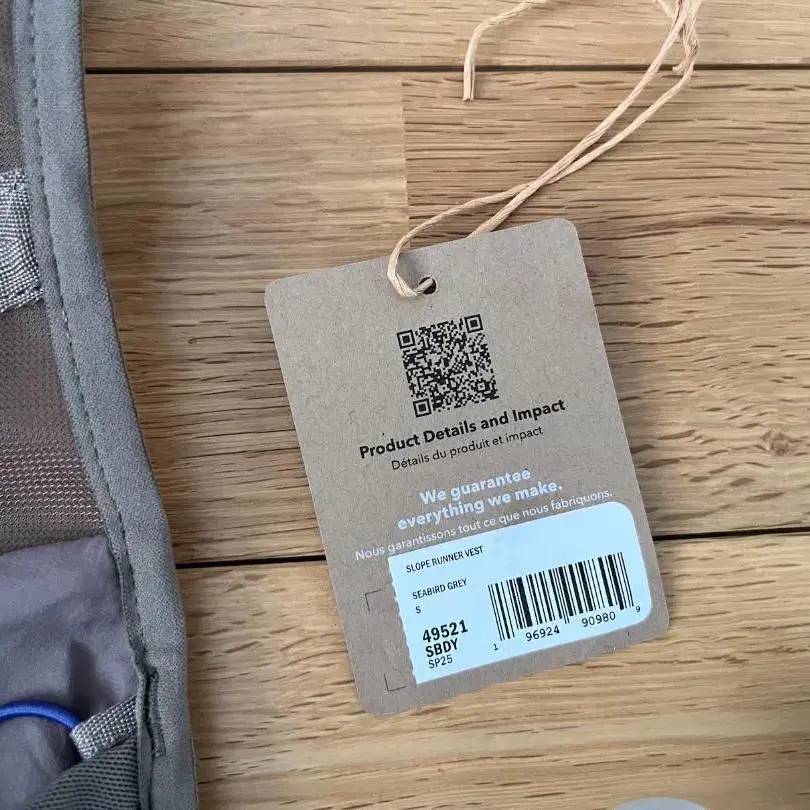 Product Details and Impact
Détails du produit et impact
We guarantee
everything we make.
Nous garantissons tout ce que nous fabriquons.
SLOPE RUNNER VEST
SEABIRD GREY
S
49521
SBDY
SP25
1 96924 90980 9